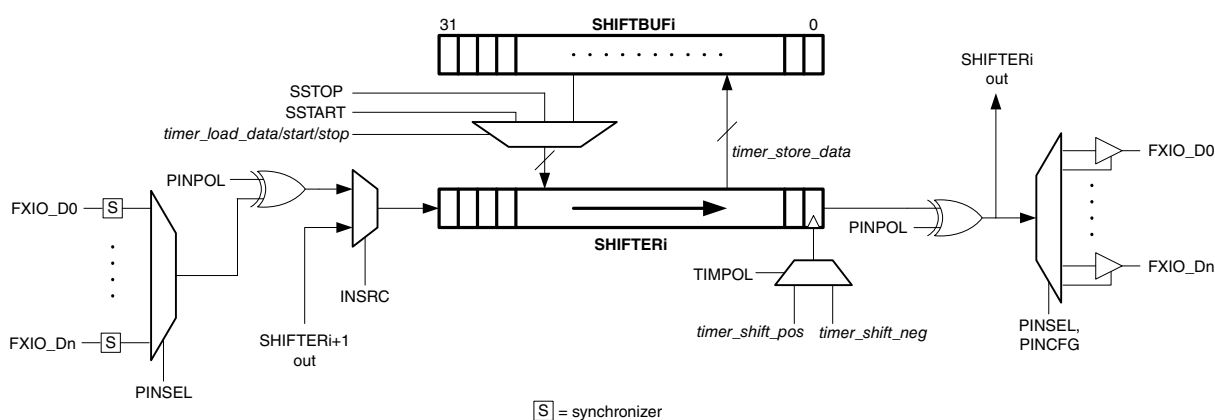 31
SHIFTBUFi
0
SSTOP
SSTART
timer_load_data/start/stop
timer_store_data
SHIFTERi
out
FXIO_D0
PINPOL
FXIO_D0
S
SHIFTERi
PINPOL
FXIO_Dn
TIMPOL
INSRC
FXIO_Dn
S
SHIFTERi+1
out
timer_shift_pos
timer_shift_neg
PINSEL,
PINCFG
PINSEL
S = synchronizer